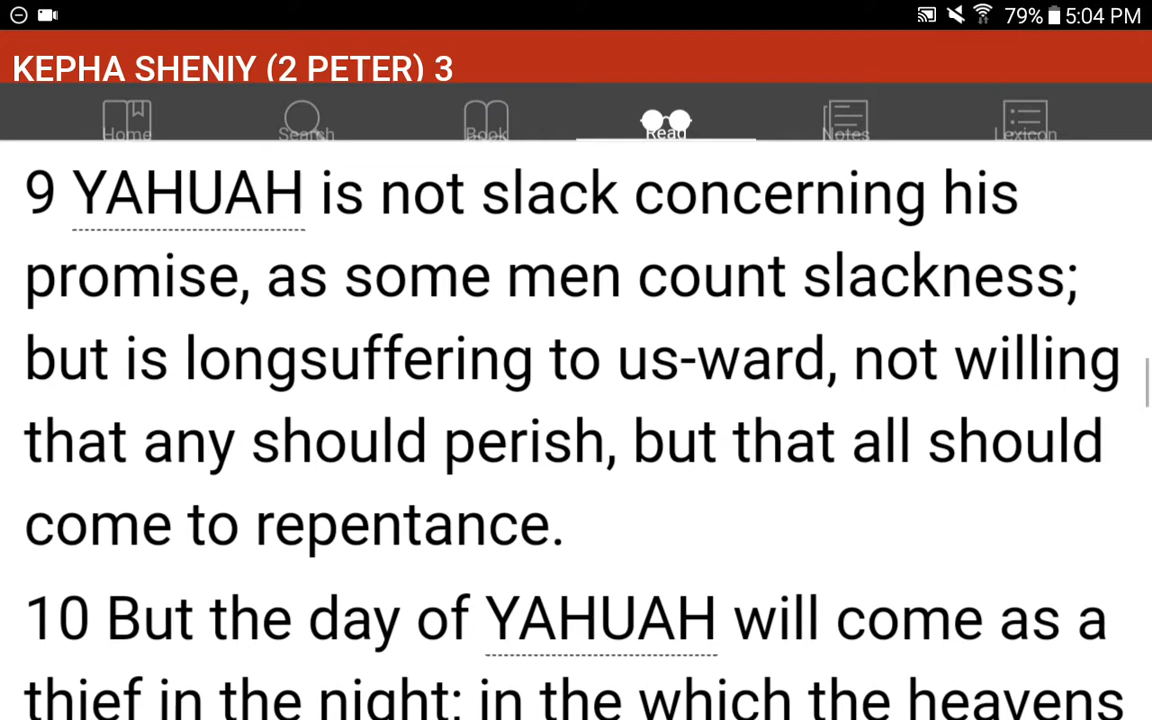 79% 5:04 PM
KEPHA SHENIY (2 PETER) 3
Home Search Book Read Notes Lexicon
9 YAHUAH is not slack concerning his
promise, as some men count slackness;
but is longsuffering to us-ward, not willing
that any should perish, but that all should
come to repentance.
10 But the day of YAHUAH will come as a
thief in the night; in the which the heavens